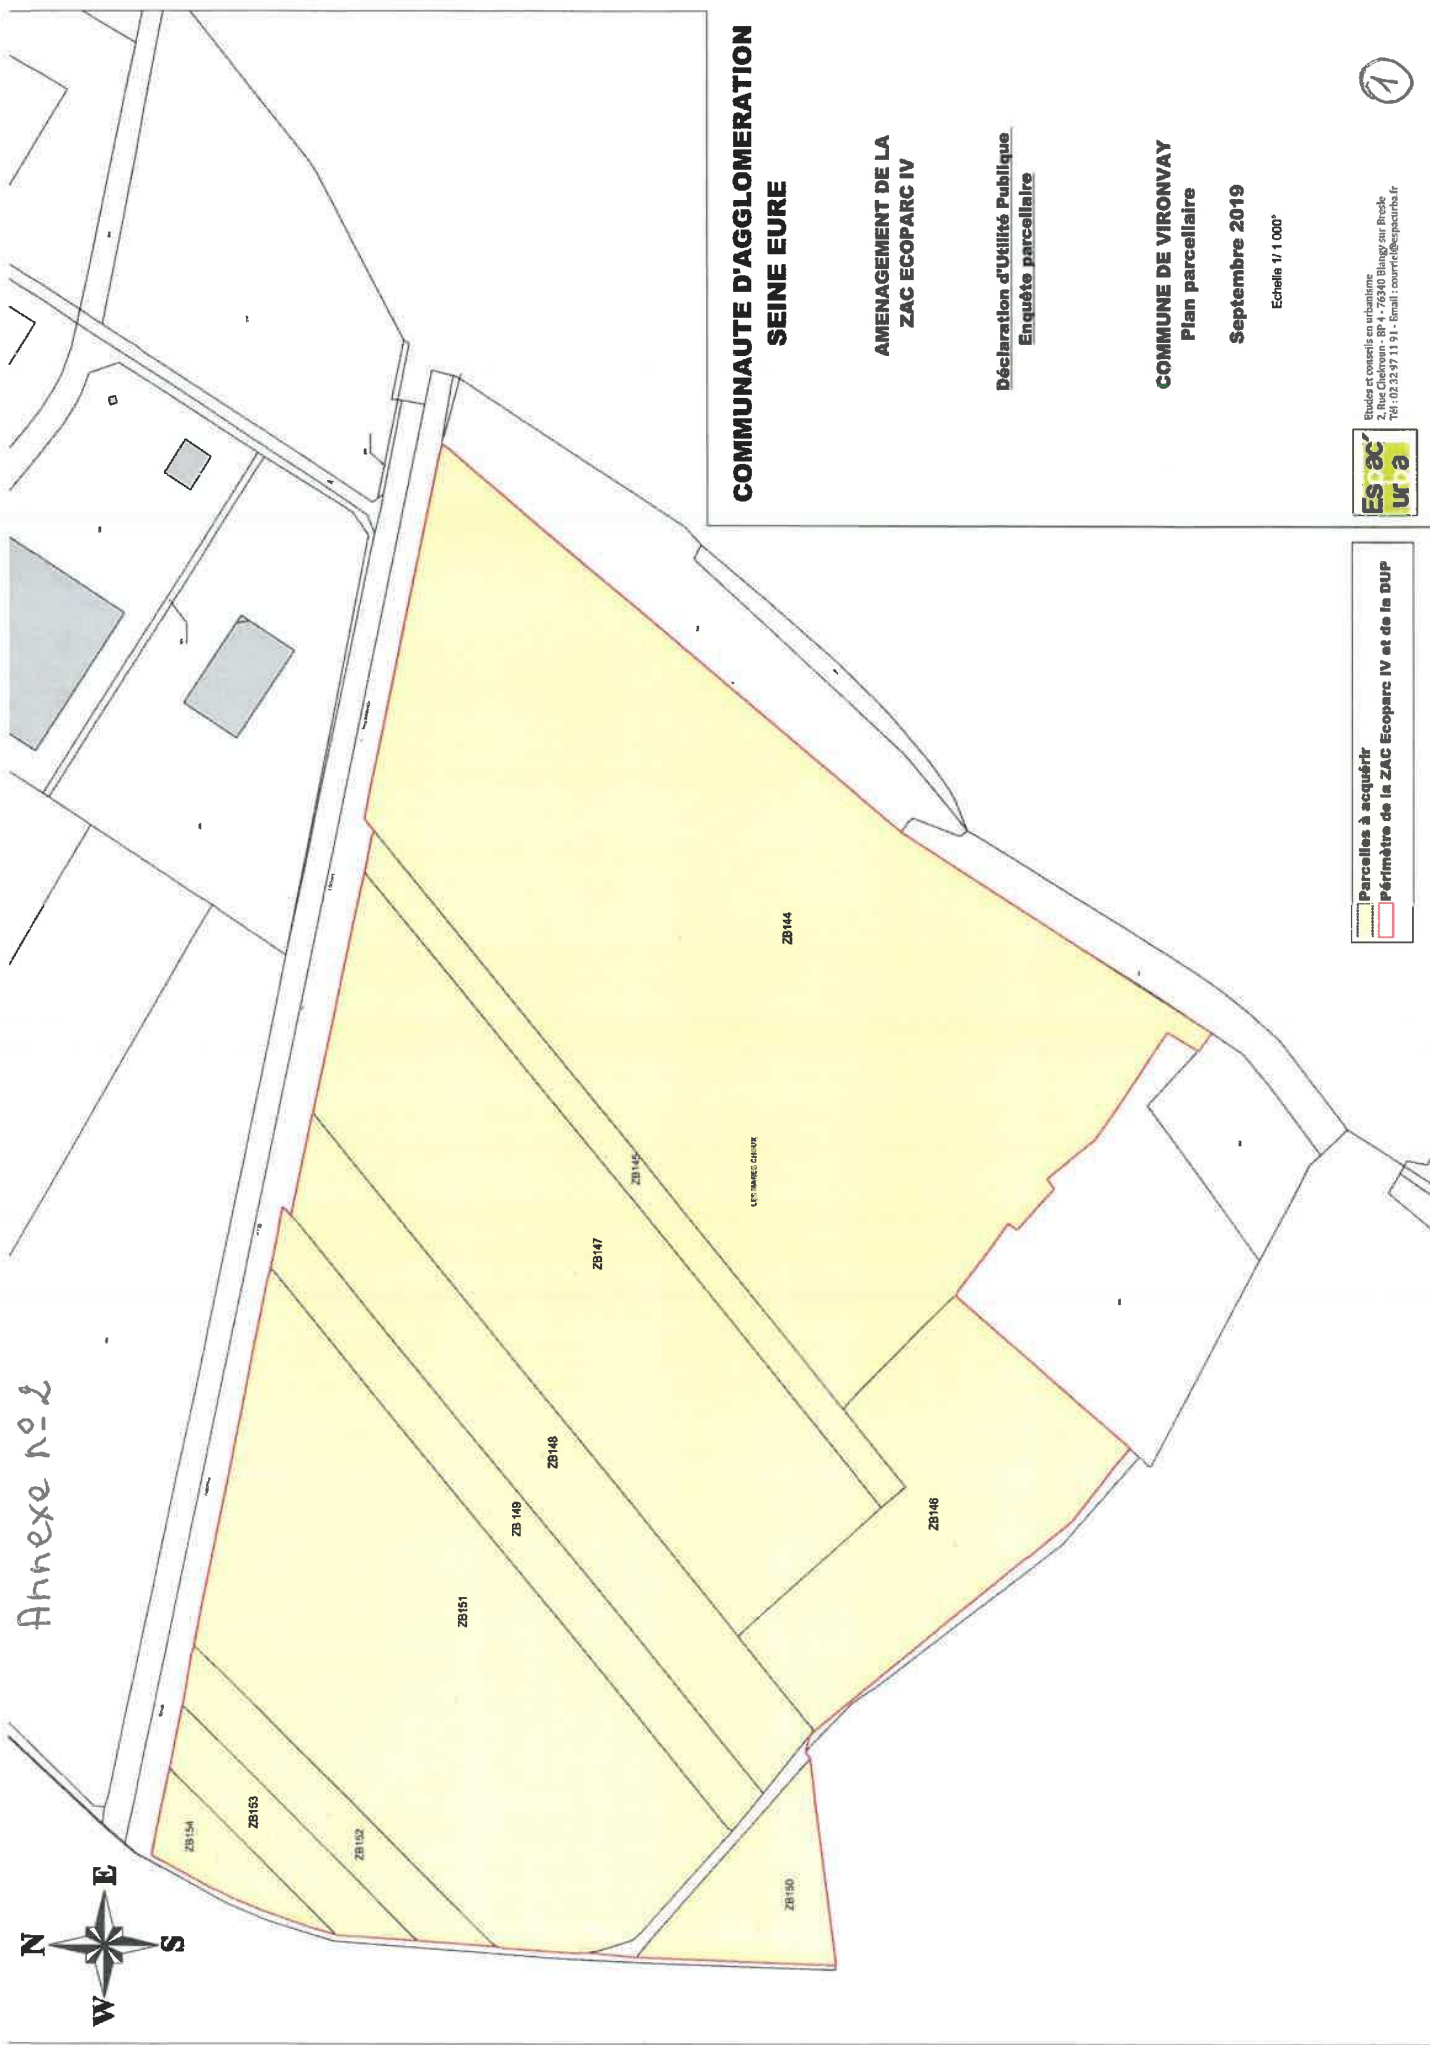 Annexe nº 2
N
W
E
S
ZB154
ZB153
ZB152
ZB151
ZB 149
ZB148
ZB147
ZB145
ZB144
ZB146
ZB150
COMMUNAUTE D'AGGLOMERATION
SEINE EURE
AMENAGEMENT DE LA
ZAC ECOPARC IV
Déclaration d'Utilité Publique
Enquête parcellaire
COMMUNE DE VIRONVAY
Plan parcellaire
Septembre 2019
Echelle 1/ 1 000°
Parcelles à acquérir
Périmètre de la ZAC Ecoparc IV et de la DUP
Espac'
urba
Etudes et conseils en urbanisme
2, Rue Chekroun - BP 4 - 76340 Blangy sur Bresle
Tél : 02 32 97 11 91 - Email : courriel@espacurba.fr
1